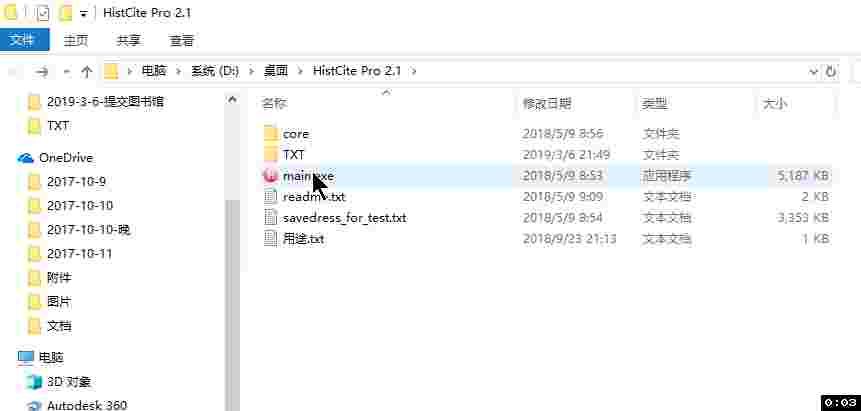 HistCite Pro 2.1
文件 主页 共享 查看
电脑 系统 (D:) 桌面 HistCite Pro 2.1
名称 修改日期 类型 大小
2019-3-6-提交图书馆
TXT
OneDrive
2017-10-9
2017-10-10
2017-10-10-晚
2017-10-11
附件
图片
文档
电脑
3D 对象
Autodesk 360
core 2018/5/9 8:56 文件夹
TXT 2019/3/6 21:49 文件夹
main.exe 2018/5/9 8:53 应用程序 5,187 KB
readme.txt 2018/5/9 9:09 文本文档 2 KB
savedress_for_test.txt 2018/5/9 8:54 文本文档 3,353 KB
用途.txt 2018/9/23 21:13 文本文档 1 KB
0:03